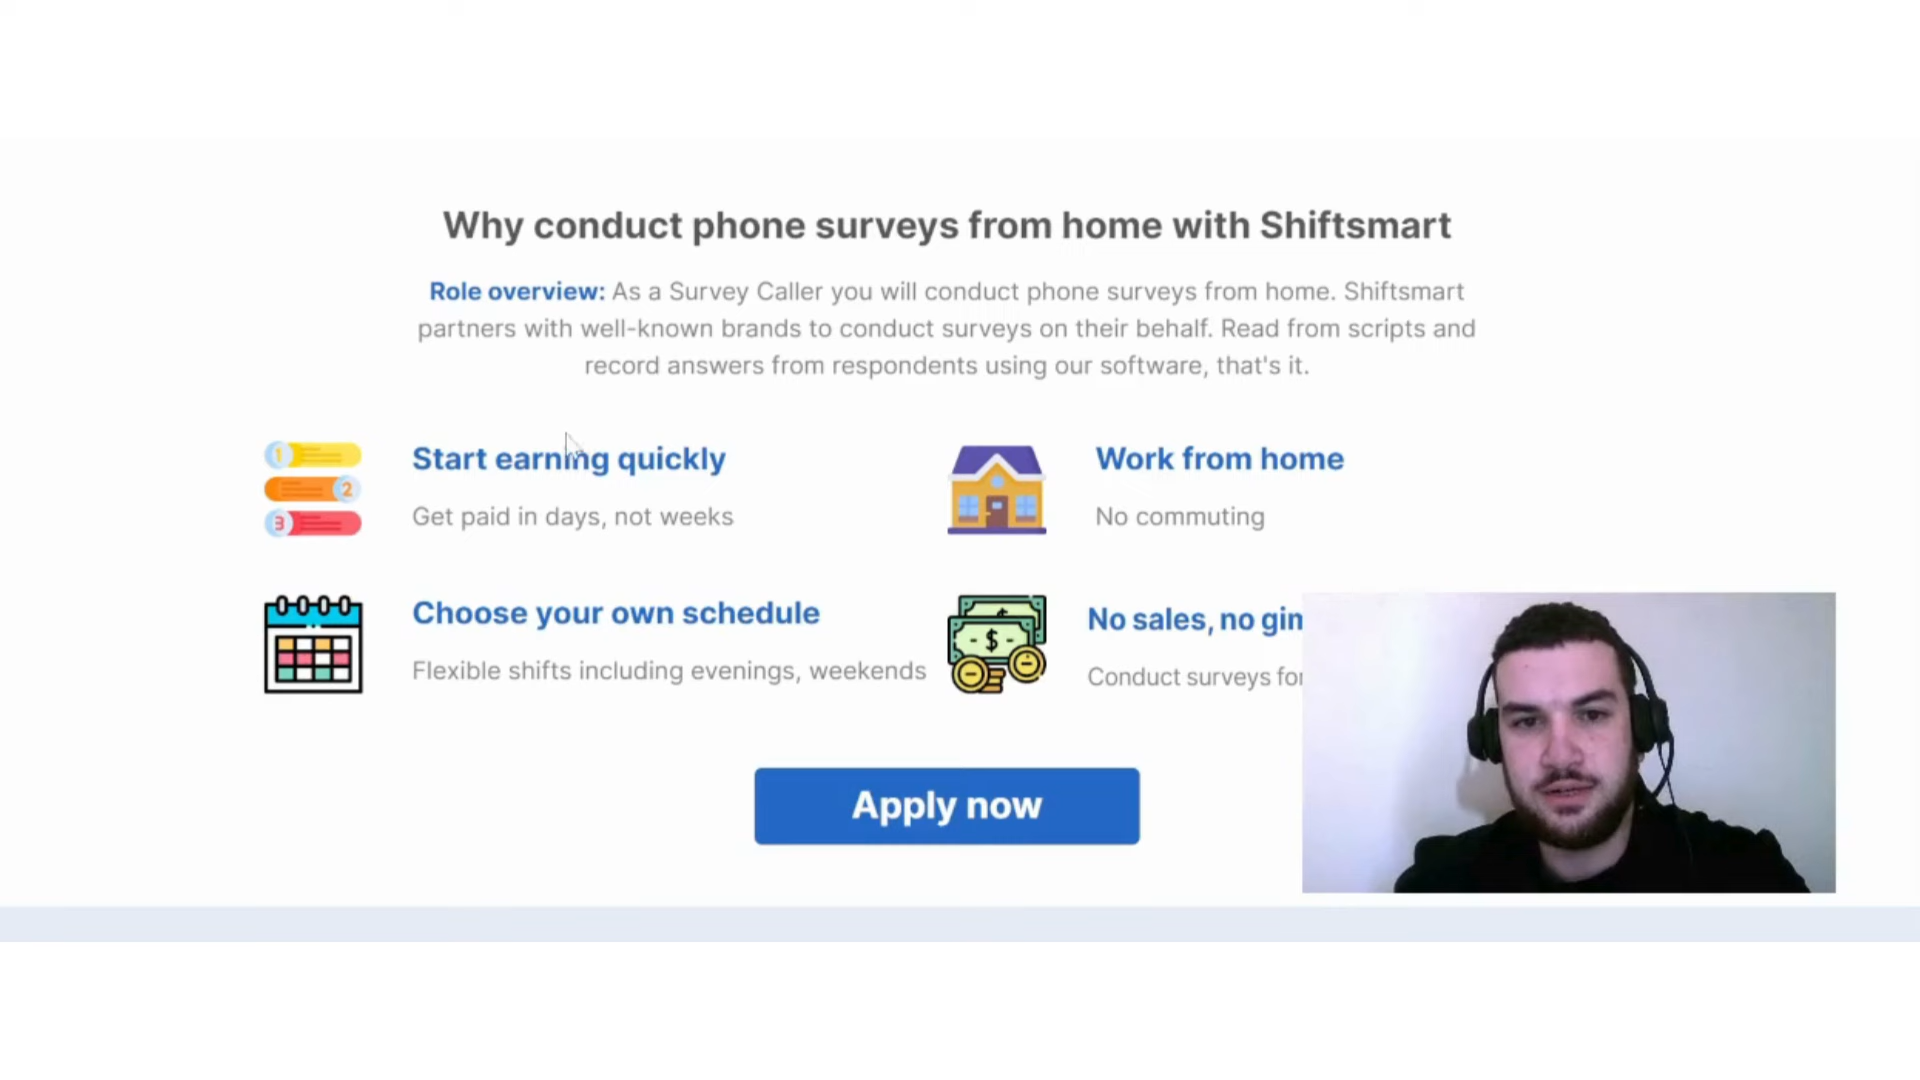 Why conduct phone surveys from home with Shiftsmart
Role overview: As a Survey Caller you will conduct phone surveys from home. Shiftsmart
partners with well-known brands to conduct surveys on their behalf. Read from scripts and
record answers from respondents using our software, that's it.
1
2
3
Start earning quickly
Get paid in days, not weeks
Work from home
No commuting
Choose your own schedule
Flexible shifts including evenings, weekends
$
No sales, no
Conduct surveys
Apply now